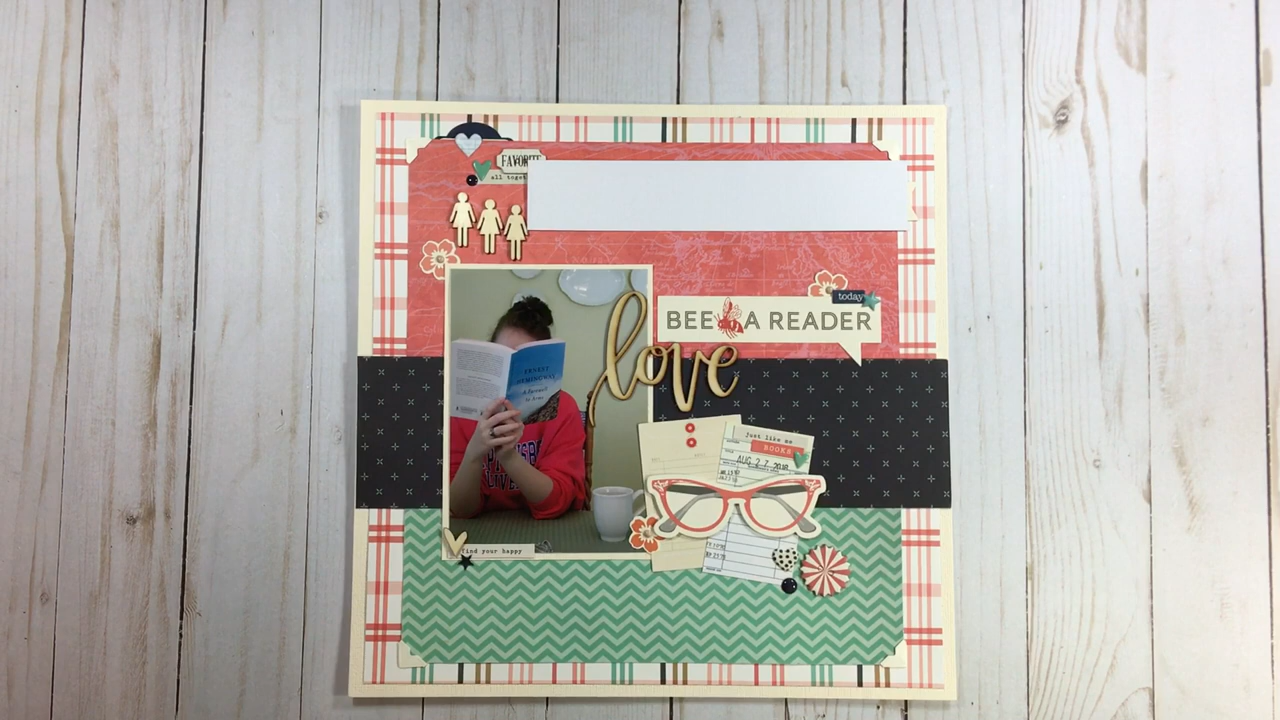 FAVORITE
all toget
today
BEE A READER
love
ERNEST
HEMINGWAY
A Farewell
to Arms
Just like me
BOOKS
AUG 27 2018
find your happy